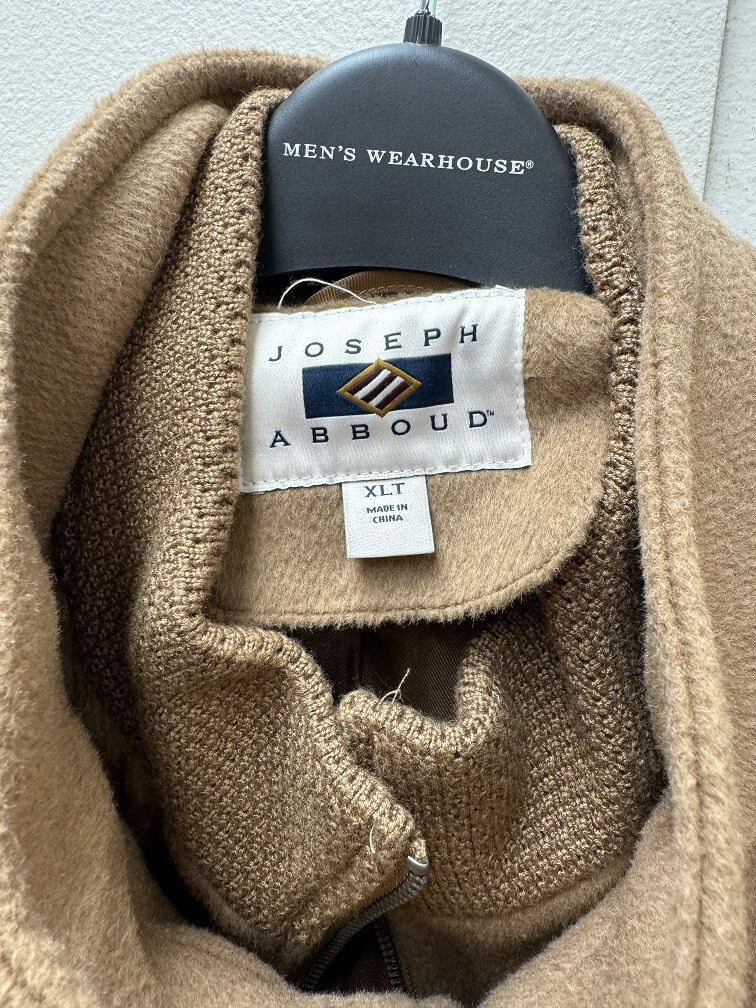 MEN'S WEARHOUSE®
JOSEPH
ABBOUD™
XLT
MADE IN
CHINA